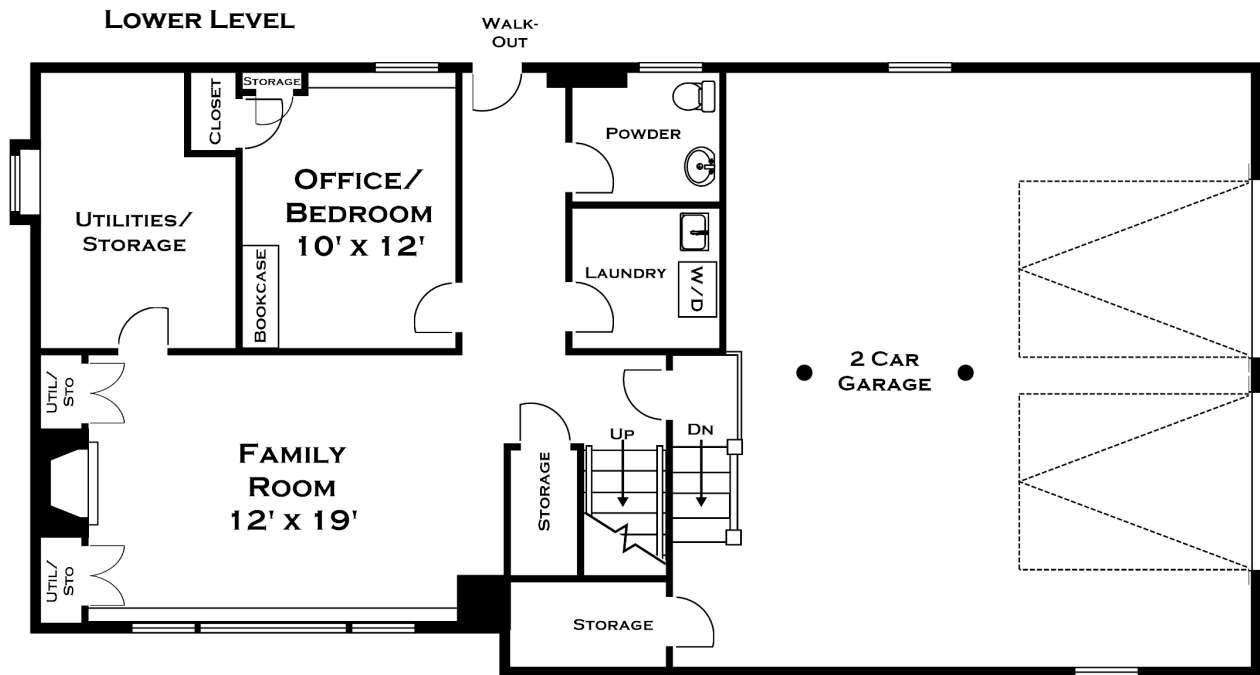 LOWER LEVEL
WALK-
OUT
STORAGE
CLOSET
POWDER
OFFICE/
BEDROOM
10' x 12'
UTILITIES/
STORAGE
BOOKCASE
LAUNDRY
W/D
2 CAR
GARAGE
UTIL/
STO
UP
DN
FAMILY
ROOM
12' x 19'
STORAGE
UTIL/
STO
STORAGE